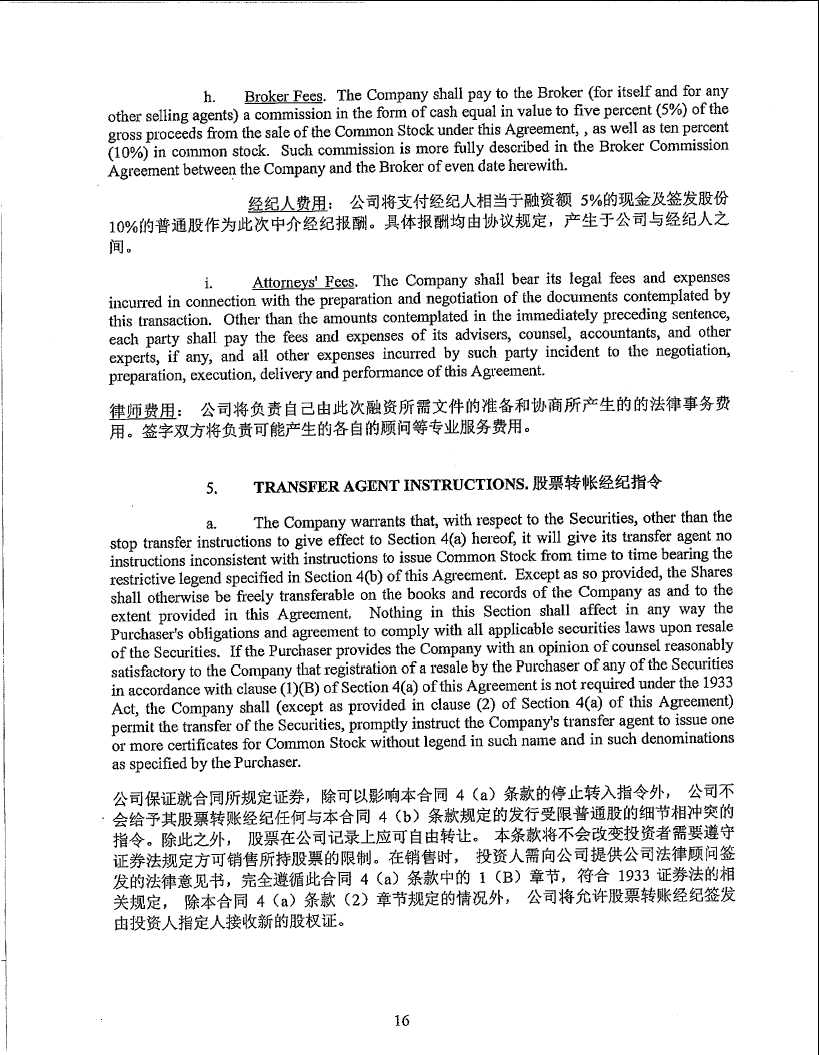 h. Broker Fees. The Company shall pay to the Broker (for itself and for any
other selling agents) a commission in the form of cash equal in value to five percent (5%) of the
gross proceeds from the sale of the Common Stock under this Agreement, , as well as ten percent
(10%) in common stock. Such commission is more fully described in the Broker Commission
Agreement between the Company and the Broker of even date herewith.
经纪人费用： 公司将支付经纪人相当于融资额 5%的现金及签发股份
10%的普通股作为此次中介经纪报酬。具体报酬均由协议规定，产生于公司与经纪人之
间。
i. Attorneys' Fees. The Company shall bear its legal fees and expenses
incurred in connection with the preparation and negotiation of the documents contemplated by
this transaction. Other than the amounts contemplated in the immediately preceding sentence,
each party shall pay the fees and expenses of its advisers, counsel, accountants, and other
experts, if any, and all other expenses incurred by such party incident to the negotiation,
preparation, execution, delivery and performance of this Agreement.
律师费用： 公司将负责自己由此次融资所需文件的准备和协商所产生的的法律事务费
用。签字双方将负责可能产生的各自的顾问等专业服务费用。
5. TRANSFER AGENT INSTRUCTIONS. 股票转帐经纪指令
a. The Company warrants that, with respect to the Securities, other than the
stop transfer instructions to give effect to Section 4(a) hereof, it will give its transfer agent no
instructions inconsistent with instructions to issue Common Stock from time to time bearing the
restrictive legend specified in Section 4(b) of this Agreement. Except as so provided, the Shares
shall otherwise be freely transferable on the books and records of the Company as and to the
extent provided in this Agreement. Nothing in this Section shall affect in any way the
Purchaser's obligations and agreement to comply with all applicable securities laws upon resale
of the Securities. If the Purchaser provides the Company with an opinion of counsel reasonably
satisfactory to the Company that registration of a resale by the Purchaser of any of the Securities
in accordance with clause (1)(B) of Section 4(a) of this Agreement is not required under the 1933
Act, the Company shall (except as provided in clause (2) of Section 4(a) of this Agreement)
permit the transfer of the Securities, promptly instruct the Company's transfer agent to issue one
or more certificates for Common Stock without legend in such name and in such denominations
as specified by the Purchaser.
公司保证就合同所规定证券，除可以影响本合同 4（a）条款的停止转入指令外， 公司不
会给予其股票转账经纪任何与本合同 4（b）条款规定的发行受限普通股的细节相冲突的
指令。除此之外， 股票在公司记录上应可自由转让。 本条款将不会改变投资者需要遵守
证券法规定方可销售所持股票的限制。在销售时， 投资人需向公司提供公司法律顾问签
发的法律意见书，完全遵循此合同 4（a）条款中的 1（B）章节，符合 1933 证券法的相
关规定， 除本合同 4（a）条款（2）章节规定的情况外， 公司将允许股票转账经纪签发
由投资人指定人接收新的股权证。
16